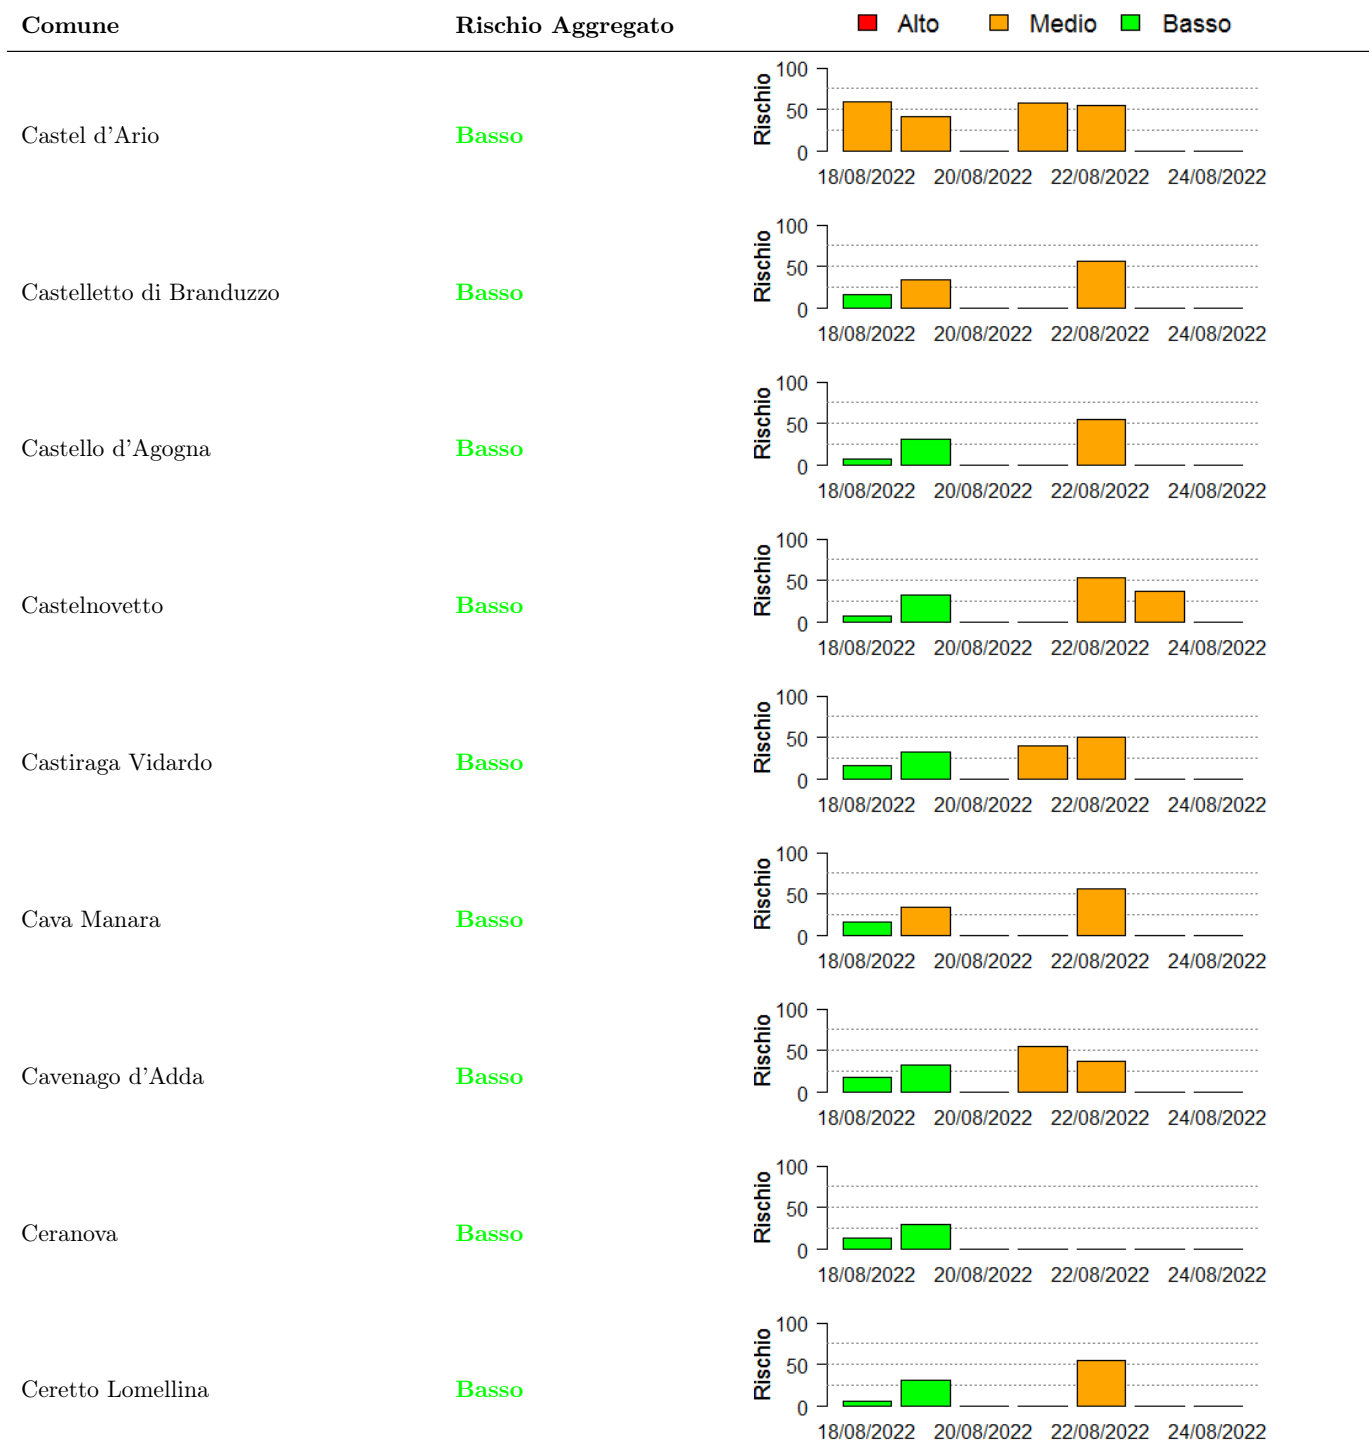 Comune Rischio Aggregato Alto Medio Basso
100
50
0
Rischio
Castel d'Ario Basso
18/08/2022 20/08/2022 22/08/2022 24/08/2022
100
50
0
Rischio
Castelletto di Branduzzo Basso
18/08/2022 20/08/2022 22/08/2022 24/08/2022
100
50
0
Rischio
Castello d'Agogna Basso
18/08/2022 20/08/2022 22/08/2022 24/08/2022
100
50
0
Rischio
Castelnovetto Basso
18/08/2022 20/08/2022 22/08/2022 24/08/2022
100
50
0
Rischio
Castiraga Vidardo Basso
18/08/2022 20/08/2022 22/08/2022 24/08/2022
100
50
0
Rischio
Cava Manara Basso
18/08/2022 20/08/2022 22/08/2022 24/08/2022
100
50
0
Rischio
Cavenago d'Adda Basso
18/08/2022 20/08/2022 22/08/2022 24/08/2022
100
50
0
Rischio
Ceranova Basso
18/08/2022 20/08/2022 22/08/2022 24/08/2022
100
50
0
Rischio
Ceretto Lomellina Basso
18/08/2022 20/08/2022 22/08/2022 24/08/2022